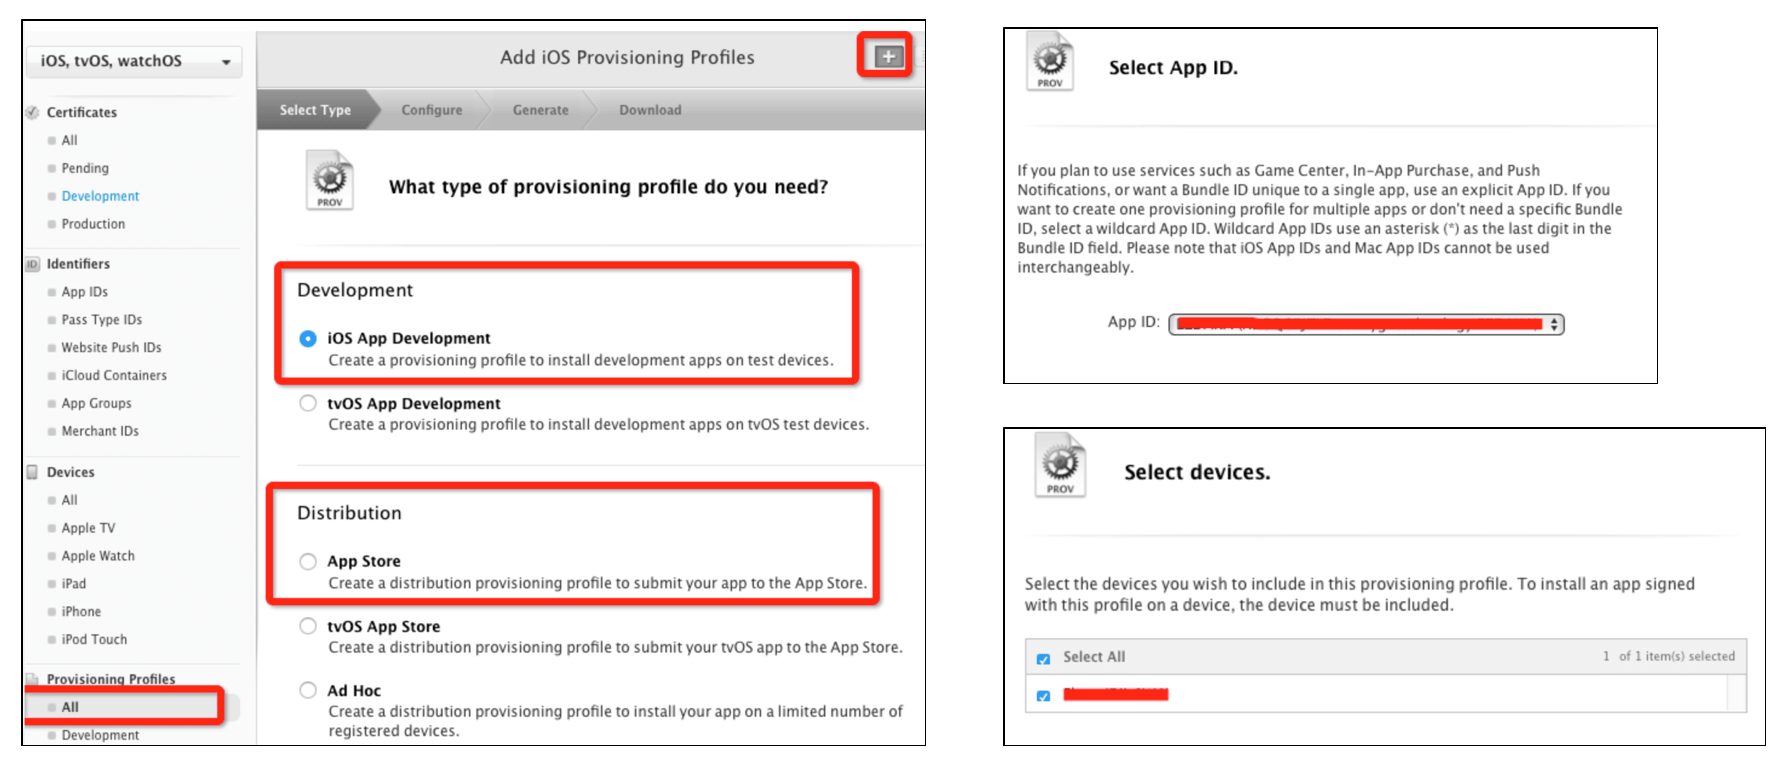 iOS, tvOS, watchOS
Certificates
All
Pending
Development
Production
ID Identifiers
App IDs
Pass Type IDs
Website Push IDs
iCloud Containers
App Groups
Merchant IDs
Devices
All
Apple TV
Apple Watch
iPad
iPhone
iPod Touch
Provisioning Profiles
All
Development
Add iOS Provisioning Profiles
+
Select Type Configure Generate Download
PROV
What type of provisioning profile do you need?
Development
iOS App Development
Create a provisioning profile to install development apps on test devices.
tvOS App Development
Create a provisioning profile to install development apps on tvOS test devices.
Distribution
App Store
Create a distribution provisioning profile to submit your app to the App Store.
tvOS App Store
Create a distribution provisioning profile to submit your tvOS app to the App Store.
Ad Hoc
Create a distribution provisioning profile to install your app on a limited number of
registered devices.
PROV
Select App ID.
If you plan to use services such as Game Center, In-App Purchase, and Push
Notifications, or want a Bundle ID unique to a single app, use an explicit App ID. If you
want to create one provisioning profile for multiple apps or don't need a specific Bundle
ID, select a wildcard App ID. Wildcard App IDs use an asterisk (*) as the last digit in the
Bundle ID field. Please note that iOS App IDs and Mac App IDs cannot be used
interchangeably.
App ID:
PROV
Select devices.
Select the devices you wish to include in this provisioning profile. To install an app signed
with this profile on a device, the device must be included.
Select All 1 of 1 item(s) selected